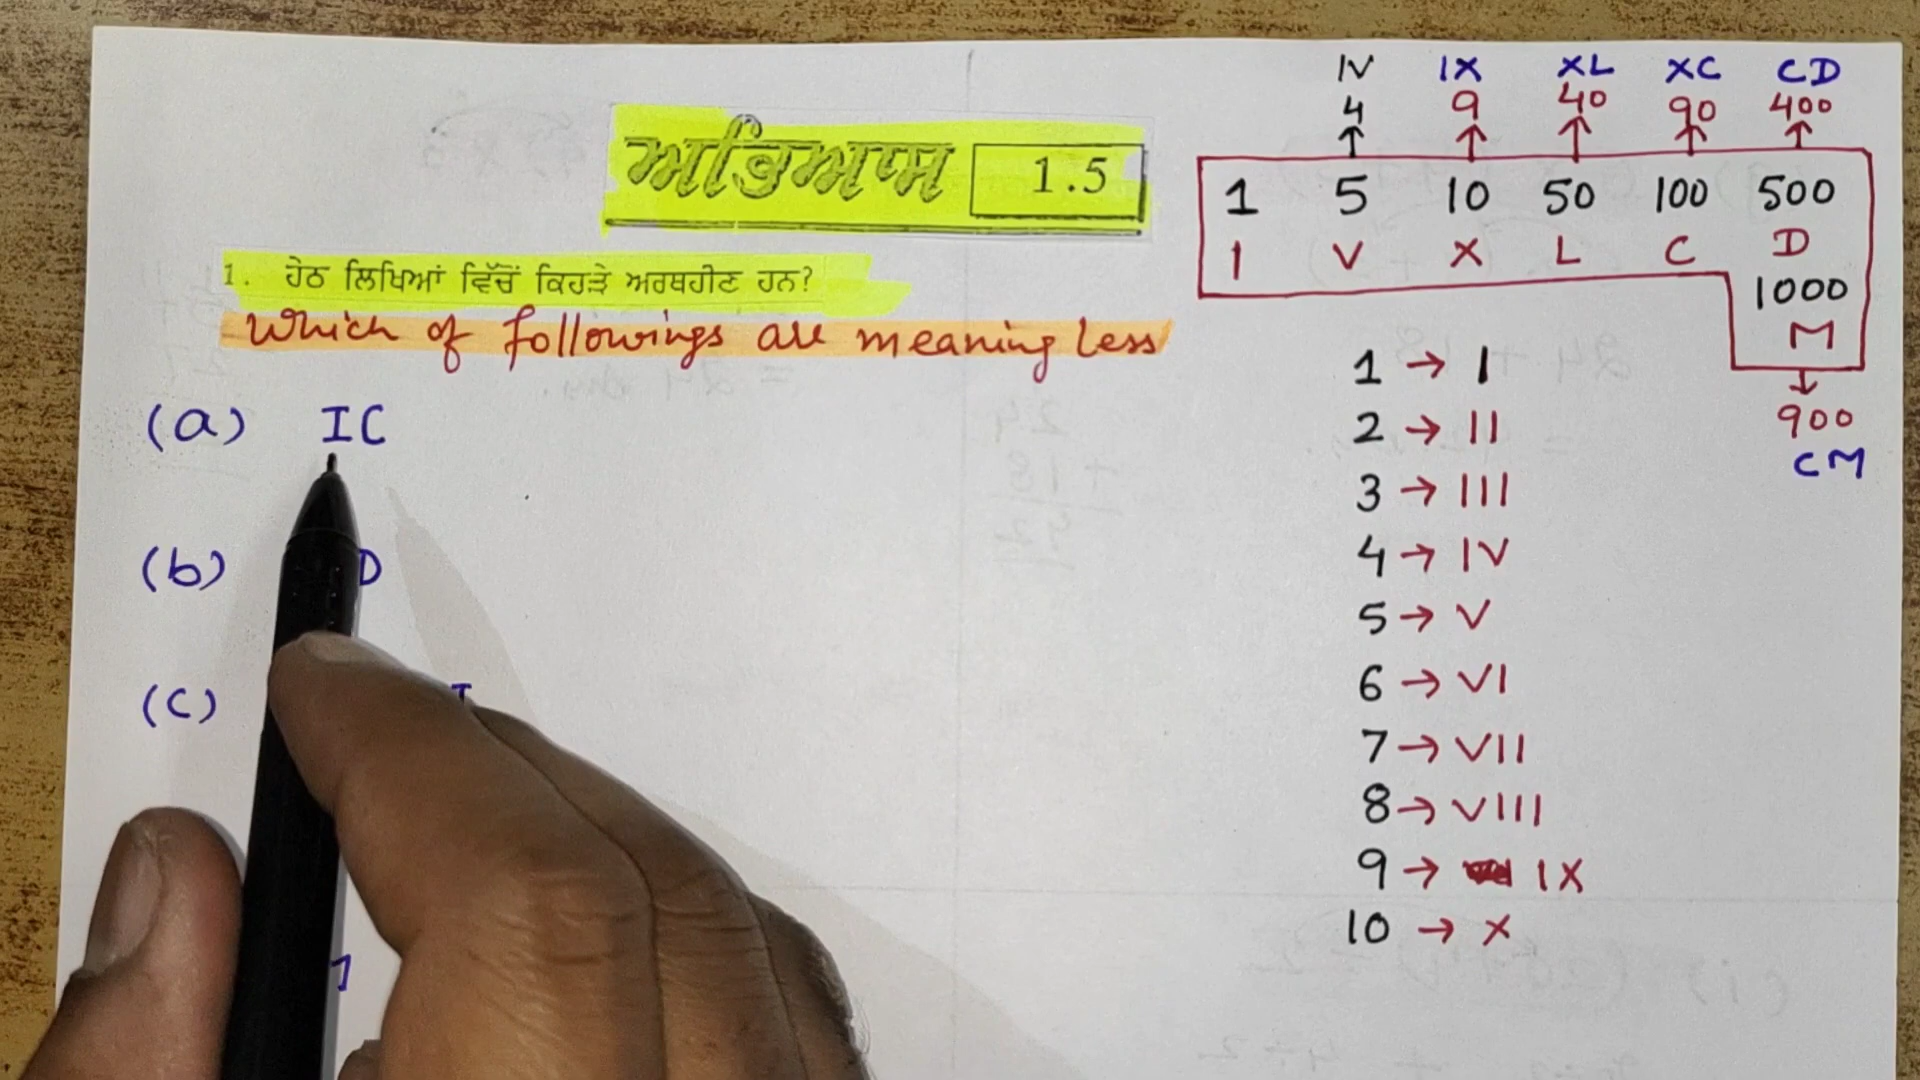 ਅਭਿਆਸ 1.5
1. ਹੇਠ ਲਿਖਿਆਂ ਵਿੱਚੋਂ ਕਿਹੜੇ ਅਰਥਹੀਣ ਹਨ?
Which of followings are meaning less
(a) IC
(b) D
(c) I
IV IX XL XC CD
4 9 40 90 400
1 5 10 50 100 500
I V X L C D
1000
M
900
CM
1 → I
2 → II
3 → III
4 → IV
5 → V
6 → VI
7 → VII
8 → VIII
9 → IX
10 → X